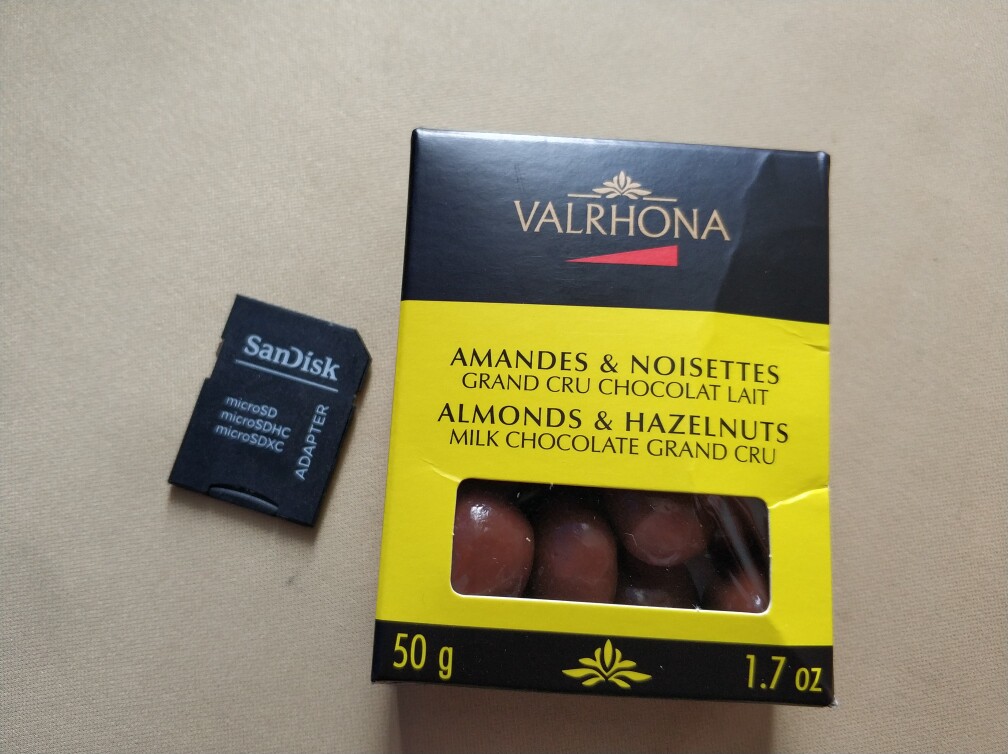 SanDisk
microSD
microSDHC
microSDXC
ADAPTER
VALRHONA
AMANDES & NOISETTES
GRAND CRU CHOCOLAT LAIT
ALMONDS & HAZELNUTS
MILK CHOCOLATE GRAND CRU
50 g
1.7 oz